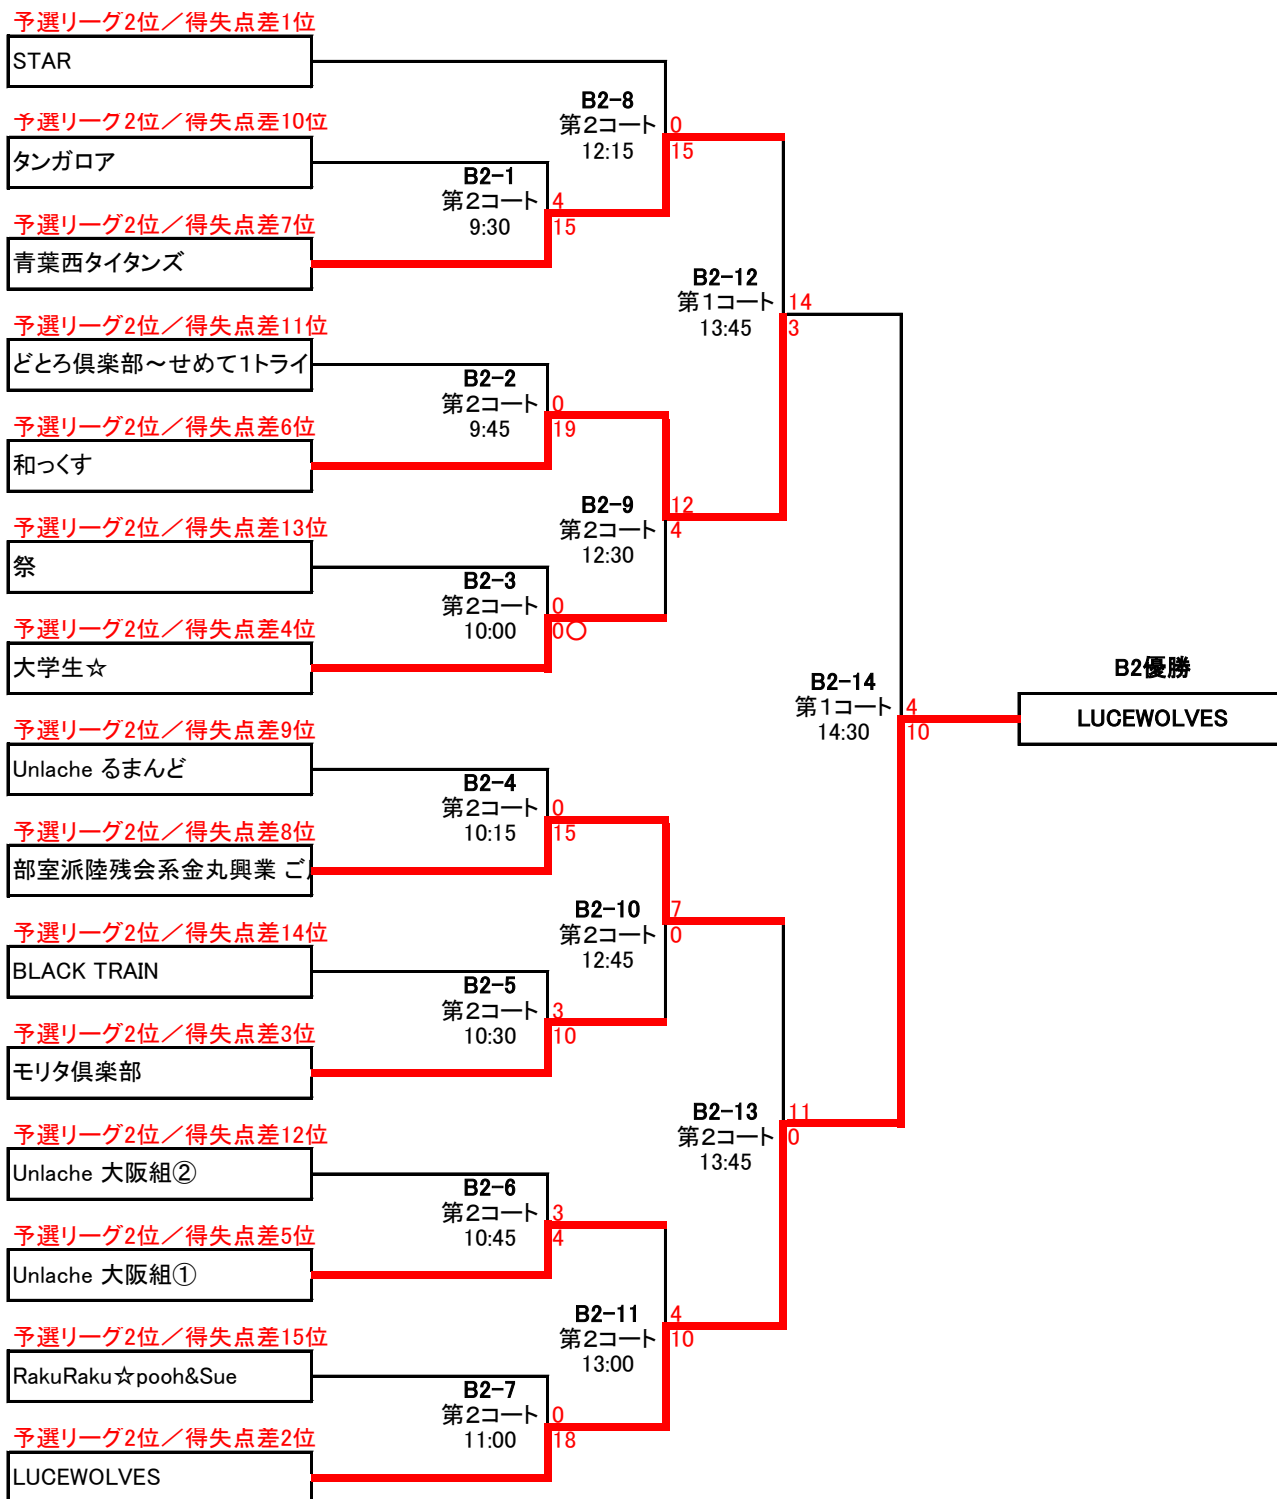 予選リーグ2位／得失点差1位
STAR
B2-8
第2コート
12:15
0
15
予選リーグ2位／得失点差10位
タンガロア
B2-1
第2コート
9:30
4
15
予選リーグ2位／得失点差7位
青葉西タイタンズ
B2-12
第1コート
13:45
14
3
予選リーグ2位／得失点差11位
どとろ倶楽部～せめて1トライ
B2-2
第2コート
9:45
0
19
予選リーグ2位／得失点差6位
和っくす
B2-9
第2コート
12:30
12
4
予選リーグ2位／得失点差13位
祭
B2-3
第2コート
10:00
0
0○
予選リーグ2位／得失点差4位
大学生☆
B2-14
第1コート
14:30
4
10
B2優勝
LUCEWOLVES
予選リーグ2位／得失点差9位
Unlache るまんど
B2-4
第2コート
10:15
0
15
予選リーグ2位／得失点差8位
部室派陸残会系金丸興業 ご
B2-10
第2コート
12:45
7
0
予選リーグ2位／得失点差14位
BLACK TRAIN
B2-5
第2コート
10:30
3
10
予選リーグ2位／得失点差3位
モリタ倶楽部
B2-13
第2コート
13:45
11
0
予選リーグ2位／得失点差12位
Unlache 大阪組②
B2-6
第2コート
10:45
3
4
予選リーグ2位／得失点差5位
Unlache 大阪組①
B2-11
第2コート
13:00
4
10
予選リーグ2位／得失点差15位
RakuRaku☆pooh&Sue
B2-7
第2コート
11:00
0
18
予選リーグ2位／得失点差2位
LUCEWOLVES